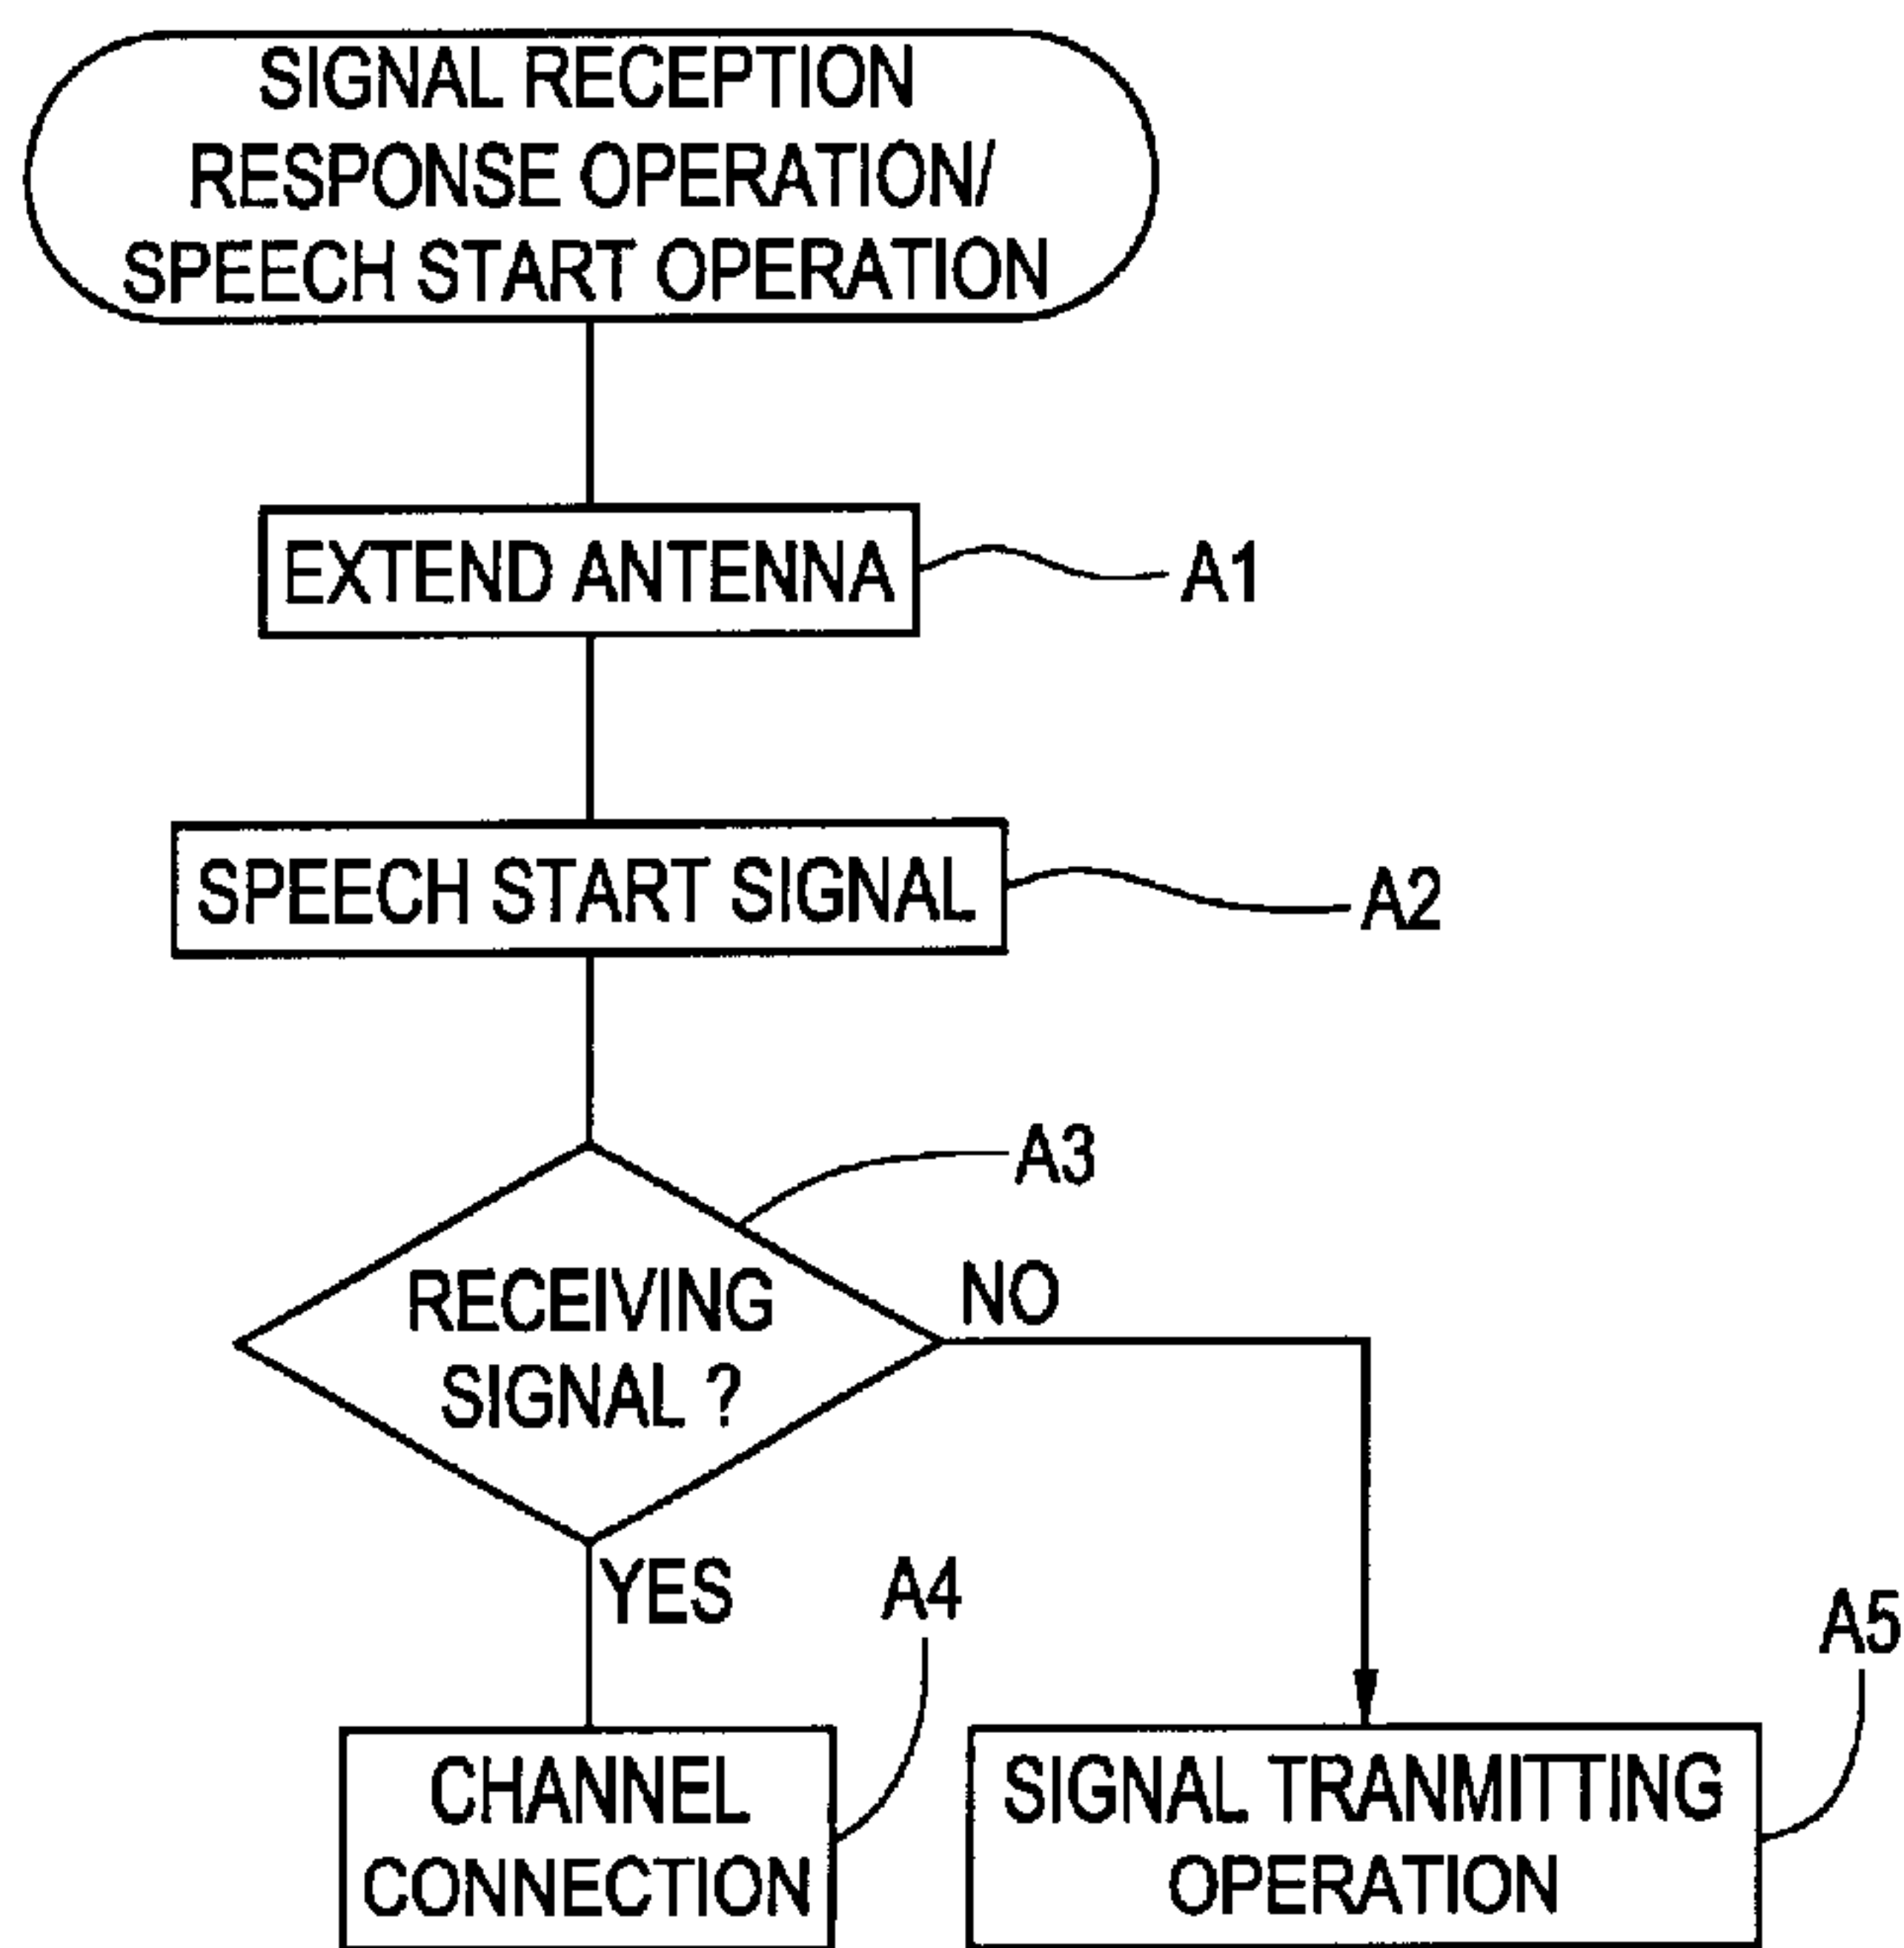 SIGNAL RECEPTION
RESPONSE OPERATION/
SPEECH START OPERATION
EXTEND ANTENNA
A1
SPEECH START SIGNAL
A2
A3
RECEIVING
SIGNAL ?
NO
YES
A4
A5
CHANNEL
CONNECTION
SIGNAL TRANMITTING
OPERATION